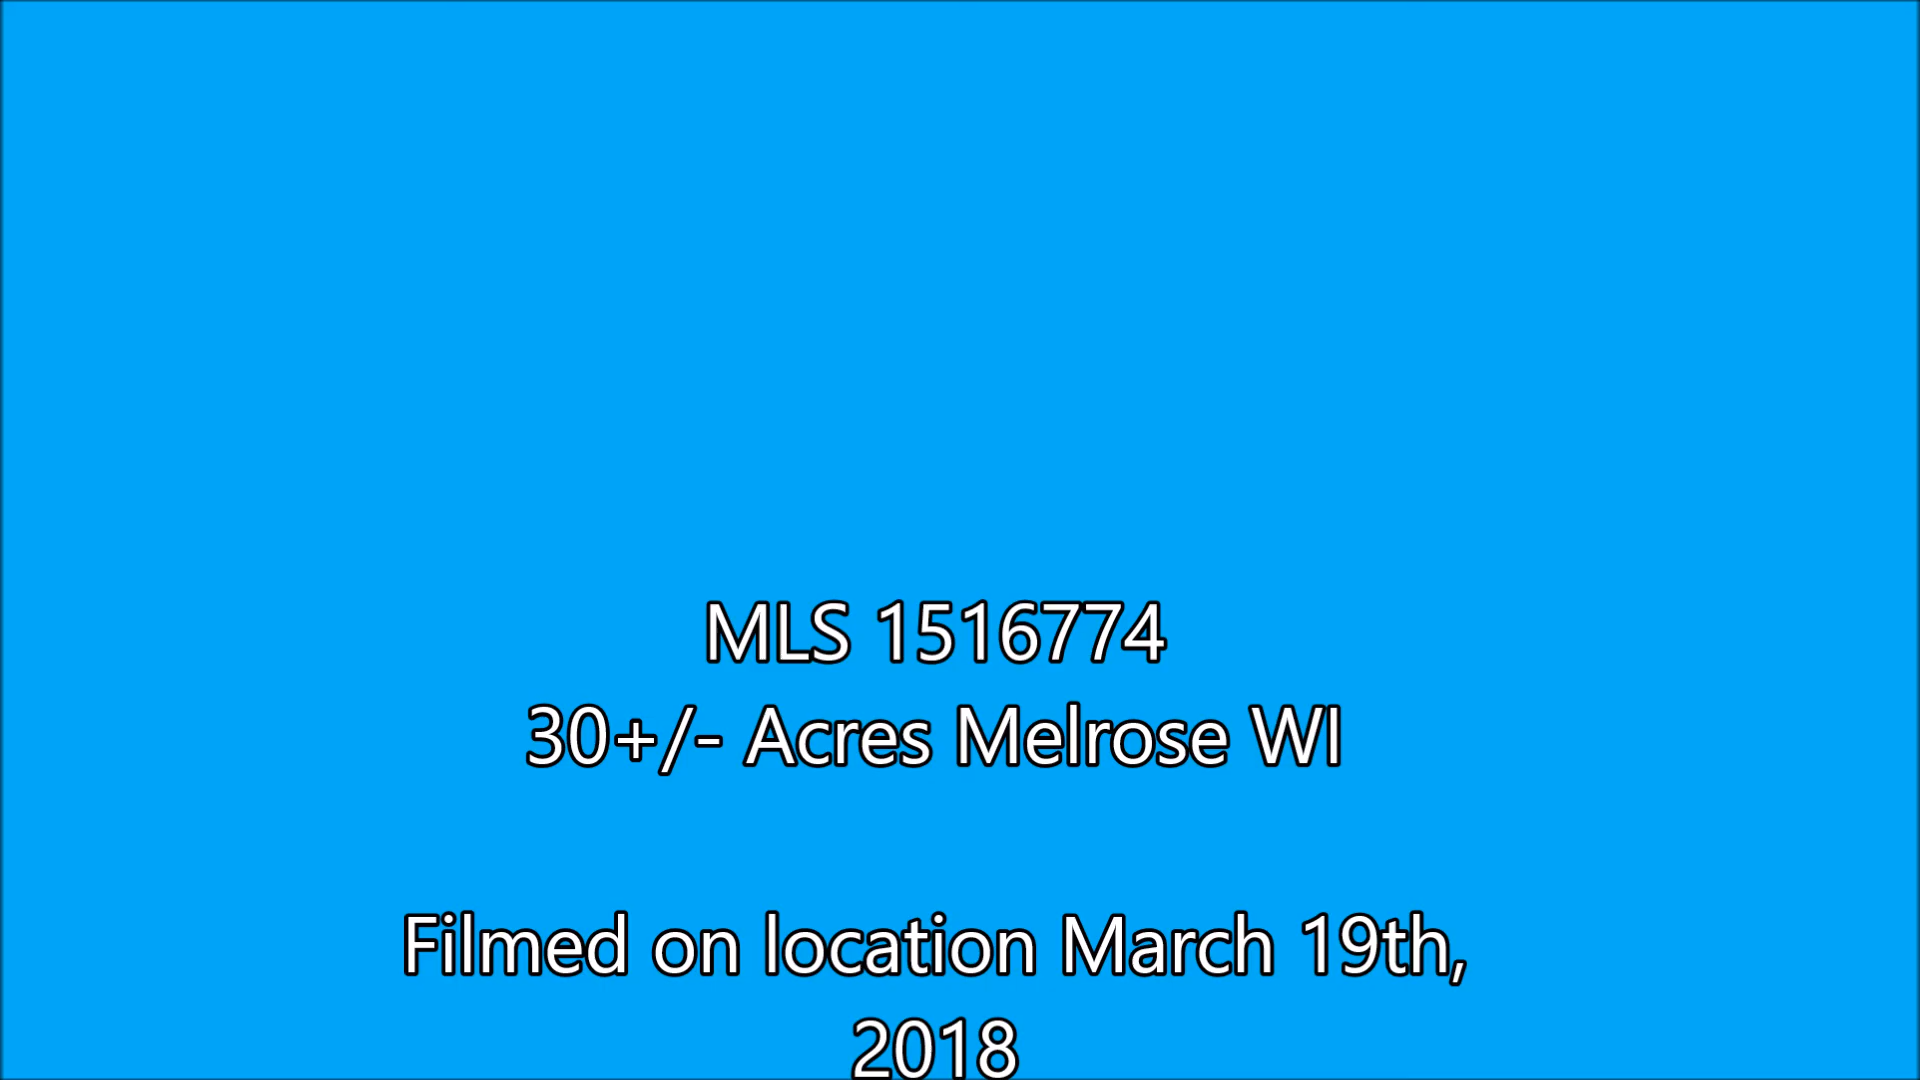 MLS 1516774
30+/- Acres Melrose WI
Filmed on location March 19th,
2018